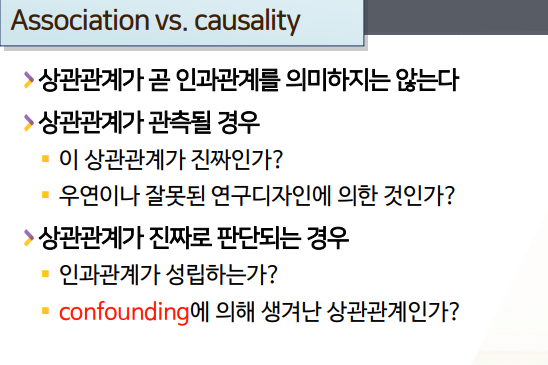 Association vs. causality
상관관계가 곧 인과관계를 의미하지는 않는다
상관관계가 관측될 경우
이 상관관계가 진짜인가?
우연이나 잘못된 연구디자인에 의한 것인가?
상관관계가 진짜로 판단되는 경우
인과관계가 성립하는가?
confounding에 의해 생겨난 상관관계인가?